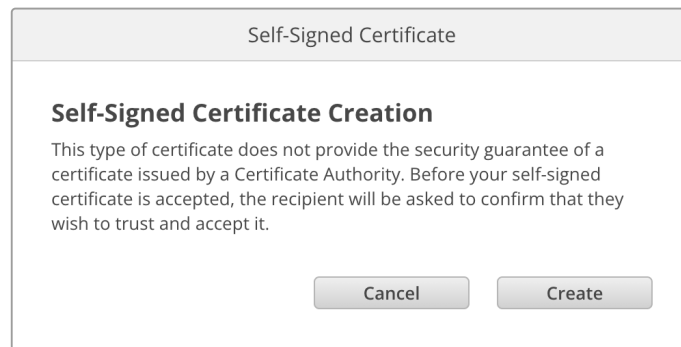 Self-Signed Certificate
Self-Signed Certificate Creation
This type of certificate does not provide the security guarantee of a
certificate issued by a Certificate Authority. Before your self-signed
certificate is accepted, the recipient will be asked to confirm that they
wish to trust and accept it.
Cancel Create